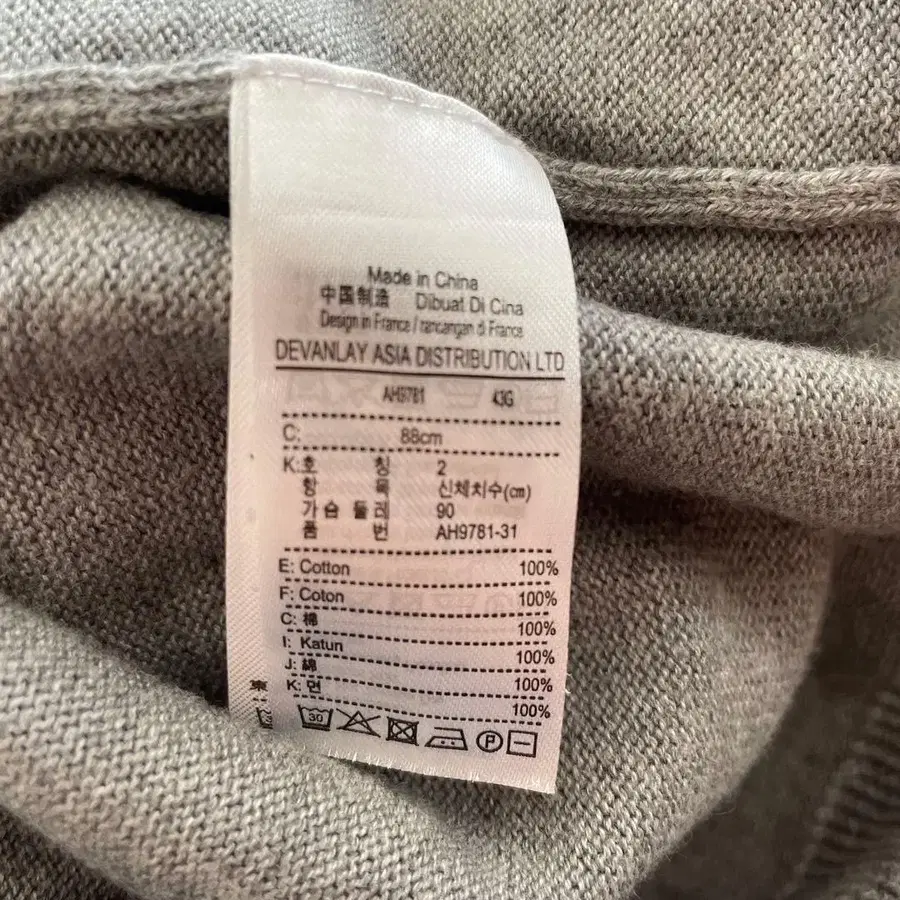 Made in China
中国制造 Dibuat Di Cina
Design in France / rancangan di France
DEVANLAY ASIA DISTRIBUTION LTD
AH9781 43G
C: 88cm
K:호 칭 2
항 목 신체치수(㎝)
가슴 둘레 90
품 번 AH9781-31
E: Cotton 100%
F: Coton 100%
C: 棉 100%
I: Katun 100%
J: 綿 100%
K: 면 100%
30
P
東